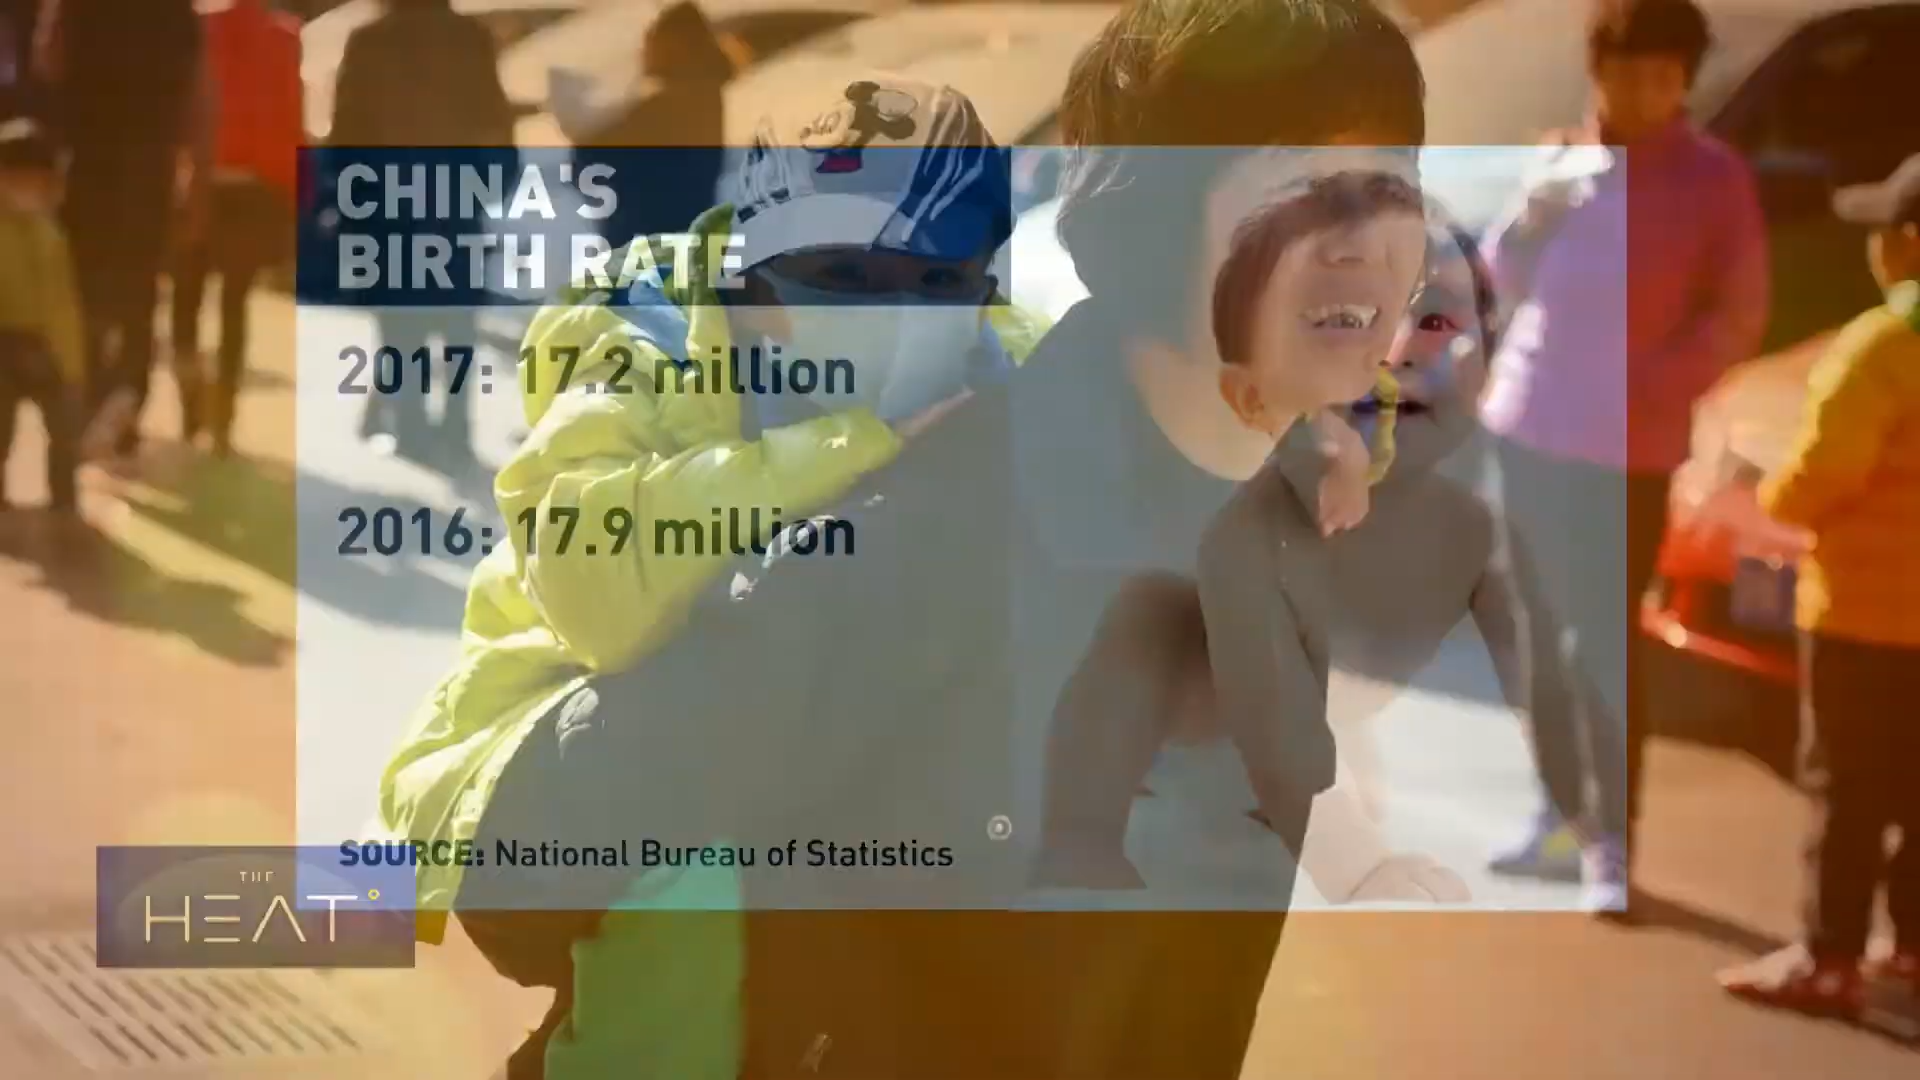 CHINA'S
BIRTH RATE
2017: 17.2 million
2016: 17.9 million
SOURCE: National Bureau of Statistics
THE
HEAT°